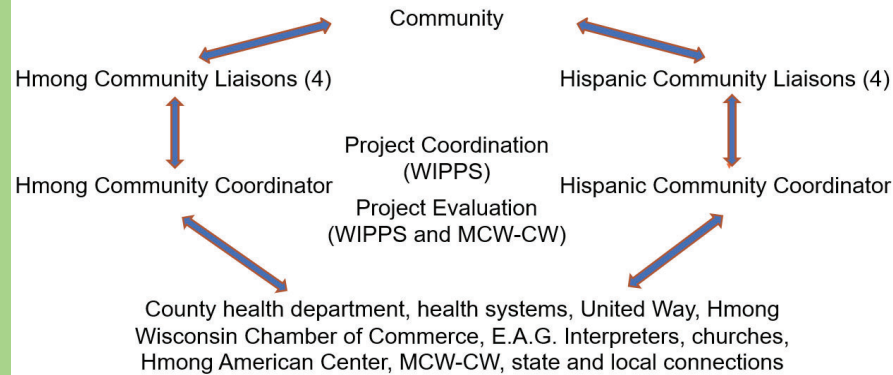 Community
Hmong Community Liaisons (4)
Hispanic Community Liaisons (4)
Project Coordination
(WIPPS)
Hmong Community Coordinator
Hispanic Community Coordinator
Project Evaluation
(WIPPS and MCW-CW)
County health department, health systems, United Way, Hmong
Wisconsin Chamber of Commerce, E.A.G. Interpreters, churches,
Hmong American Center, MCW-CW, state and local connections